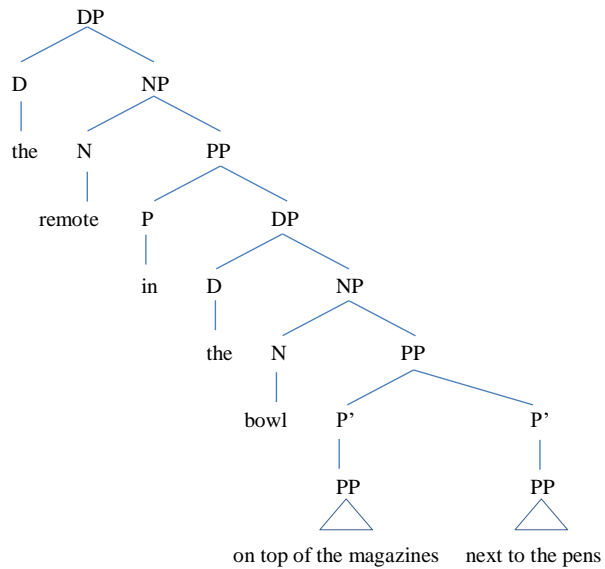 DP
D NP
the N PP
remote P DP
in D NP
the N PP
bowl P’ P’
PP PP
on top of the magazines next to the pens